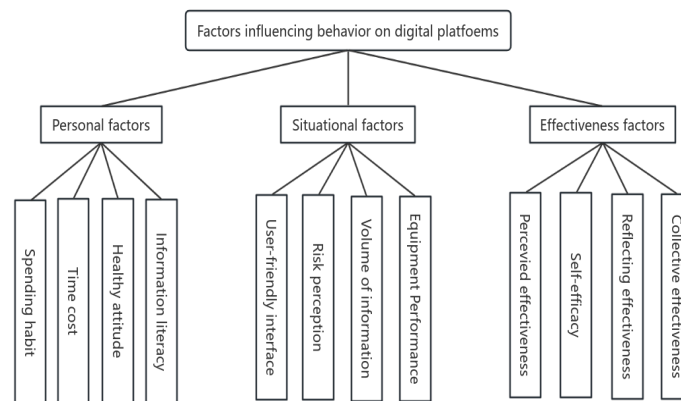 Factors influencing behavior on digital platfoems
Personal factors
Situational factors
Effectiveness factors
Spending habit
Time cost
Healthy attitude
Information literacy
User-friendly interface
Risk perception
Volume of information
Equipment Performance
Percevied effectiveness
Self-efficacy
Reflecting effectiveness
Collective effectiveness